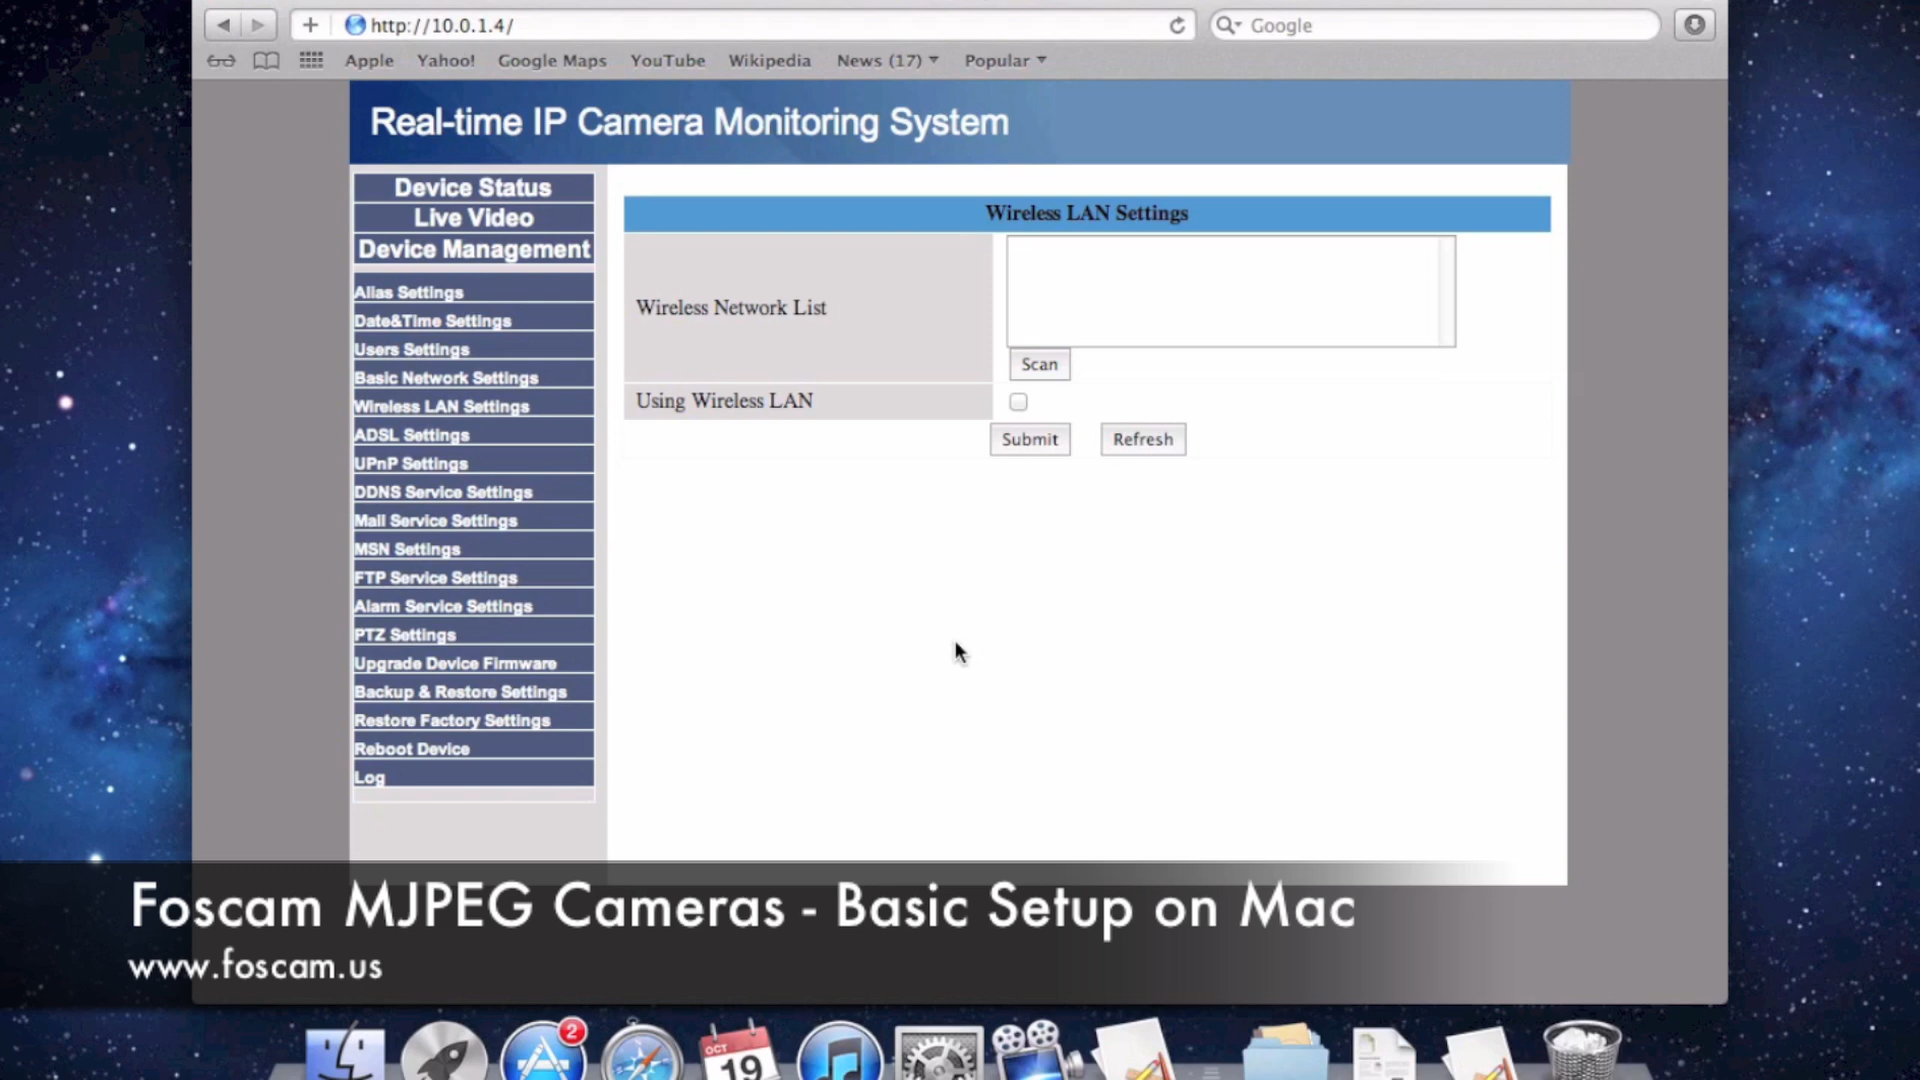 http://10.0.1.4/
Google
Apple Yahoo! Google Maps YouTube Wikipedia News (17) Popular
Real-time IP Camera Monitoring System
Device Status
Live Video
Device Management
Alias Settings
Date&Time Settings
Users Settings
Basic Network Settings
Wireless LAN Settings
ADSL Settings
UPnP Settings
DDNS Service Settings
Mail Service Settings
MSN Settings
FTP Service Settings
Alarm Service Settings
PTZ Settings
Upgrade Device Firmware
Backup & Restore Settings
Restore Factory Settings
Reboot Device
Log
Wireless LAN Settings
Wireless Network List
Scan
Using Wireless LAN
Submit Refresh
Foscam MJPEG Cameras - Basic Setup on Mac
www.foscam.us
2
OCT
19